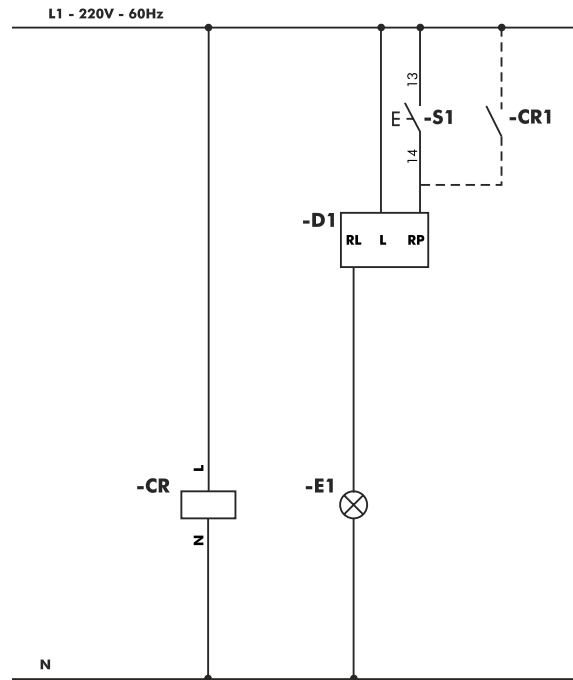 L1 - 220V - 60Hz
13
E
-S1
-CR1
14
-D1
RL L RP
L
-CR
-E1
N
N